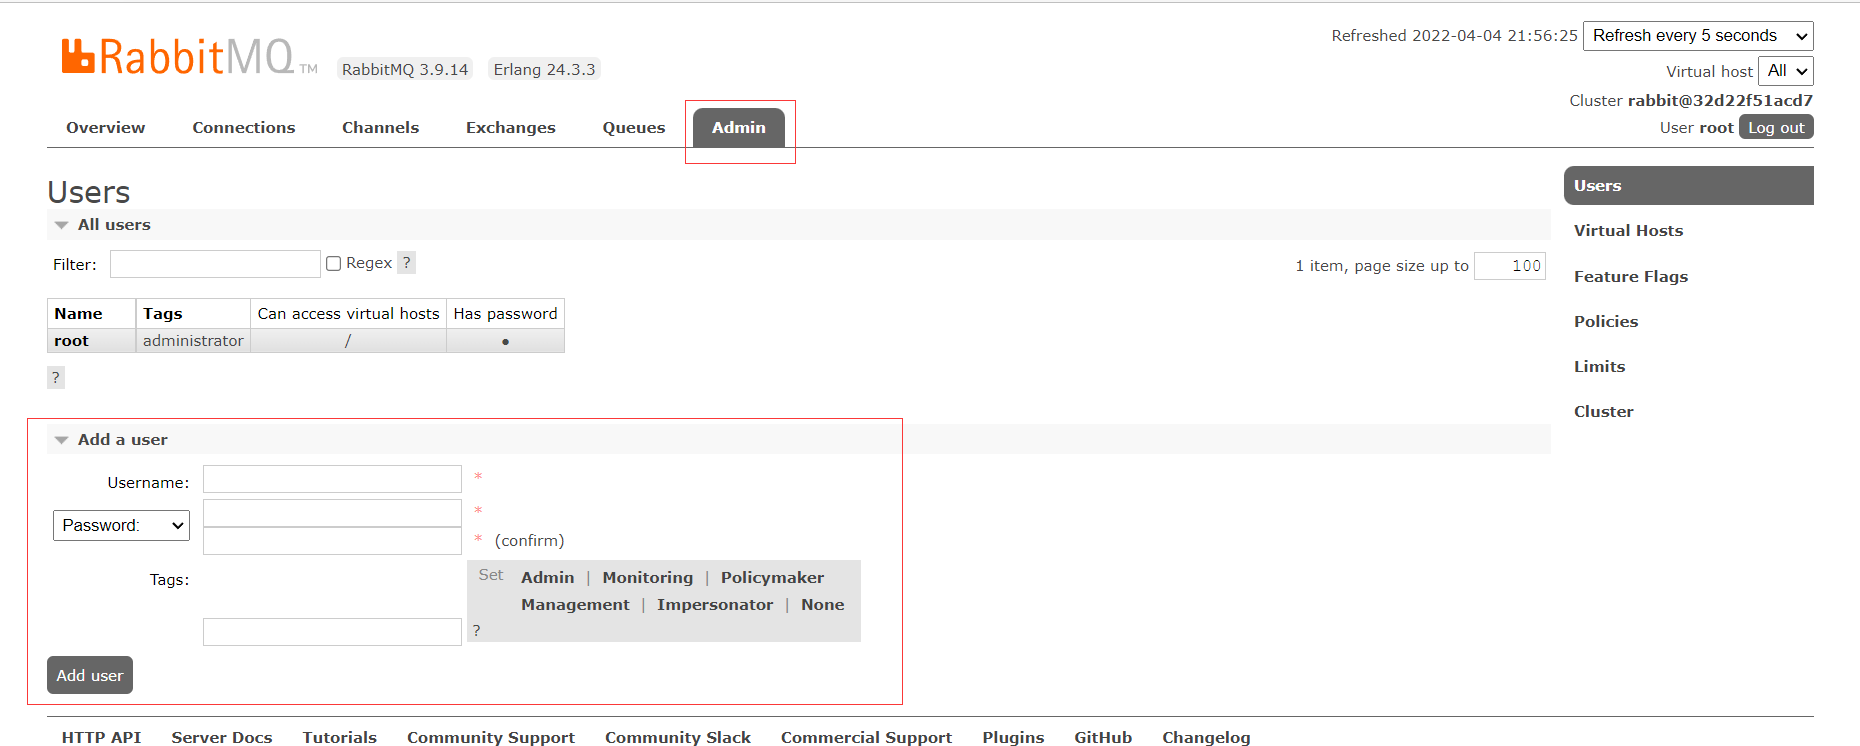 Refreshed 2022-04-04 21:56:25 Refresh every 5 seconds
RabbitMQ TM RabbitMQ 3.9.14 Erlang 24.3.3
Virtual host All
Cluster rabbit@32d22f51acd7
User root Log out
Overview Connections Channels Exchanges Queues Admin
Users
All users
Filter: Regex ? 1 item, page size up to 100
Name Tags Can access virtual hosts Has password
root administrator / ●
?
Add a user
Username: *
Password: *
* (confirm)
Tags: Set Admin | Monitoring | Policymaker
Management | Impersonator | None
?
Add user
Users
Virtual Hosts
Feature Flags
Policies
Limits
Cluster
HTTP API Server Docs Tutorials Community Support Community Slack Commercial Support Plugins GitHub Changelog